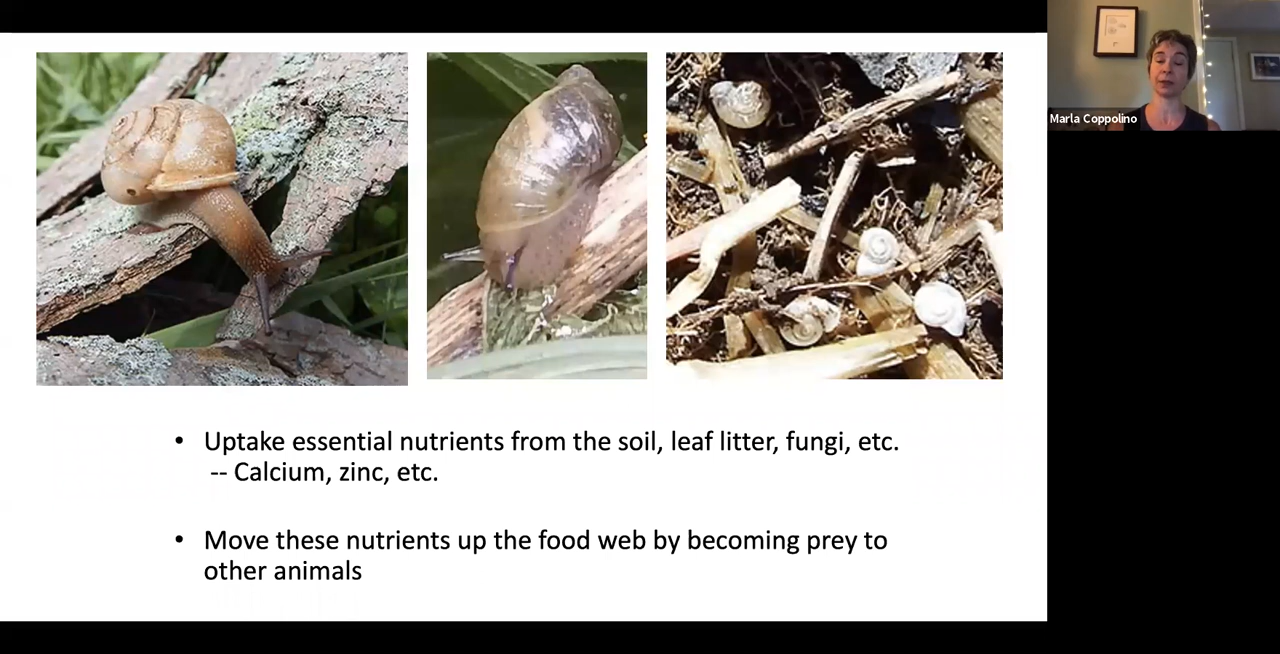 Marla Coppolino
• Uptake essential nutrients from the soil, leaf litter, fungi, etc.
-- Calcium, zinc, etc.
• Move these nutrients up the food web by becoming prey to
other animals